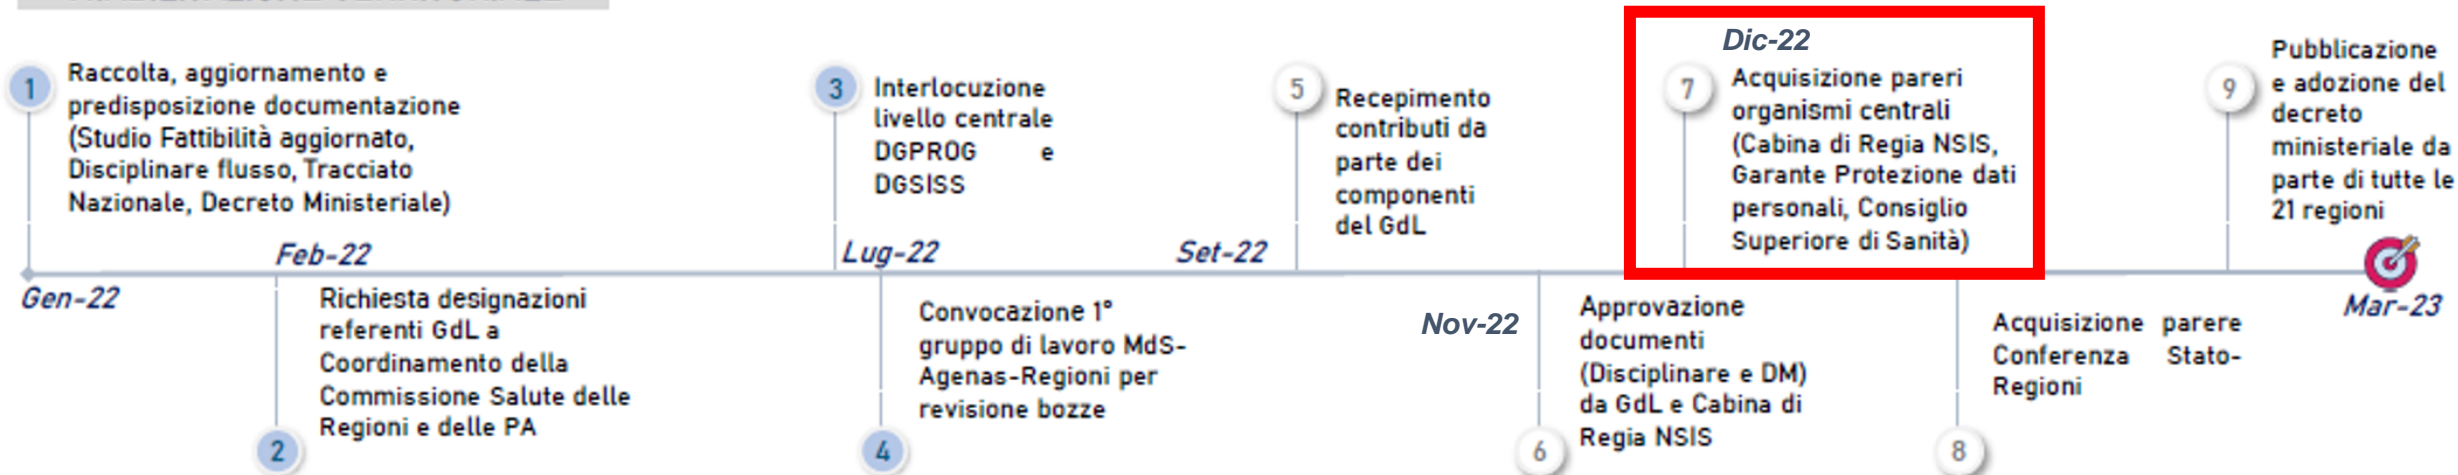 1
Raccolta, aggiornamento e
predisposizione documentazione
(Studio Fattibilità aggiornato,
Disciplinare flusso, Tracciato
Nazionale, Decreto Ministeriale)
Gen-22
Feb-22
2
Richiesta designazioni
referenti GdL a
Coordinamento della
Commissione Salute delle
Regioni e delle PA
3
Interlocuzione
livello centrale
DGPROG e
DGSISS
Lug-22
4
Convocazione 1°
gruppo di lavoro MdS-
Agenas-Regioni per
revisione bozze
Set-22
5
Recepimento
contributi da
parte dei
componenti
del GdL
Nov-22
6
Approvazione
documenti
(Disciplinare e DM)
da GdL e Cabina di
Regia NSIS
Dic-22
7
Acquisizione pareri
organismi centrali
(Cabina di Regia NSIS,
Garante Protezione dati
personali, Consiglio
Superiore di Sanità)
8
Acquisizione parere
Conferenza Stato-
Regioni
9
Pubblicazione
e adozione del
decreto
ministeriale da
parte di tutte le
21 regioni
Mar-23